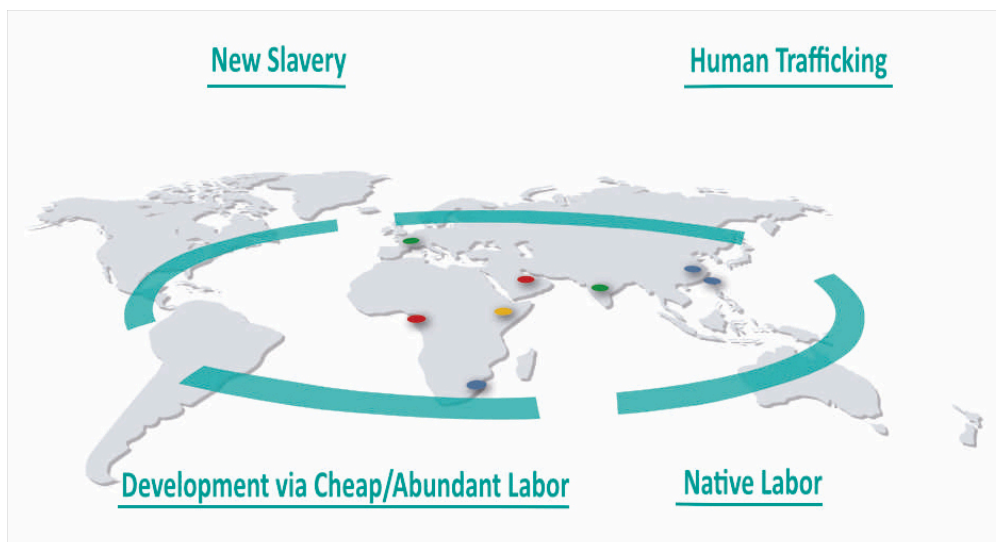 New Slavery
Human Trafficking
Development via Cheap/Abundant Labor
Native Labor